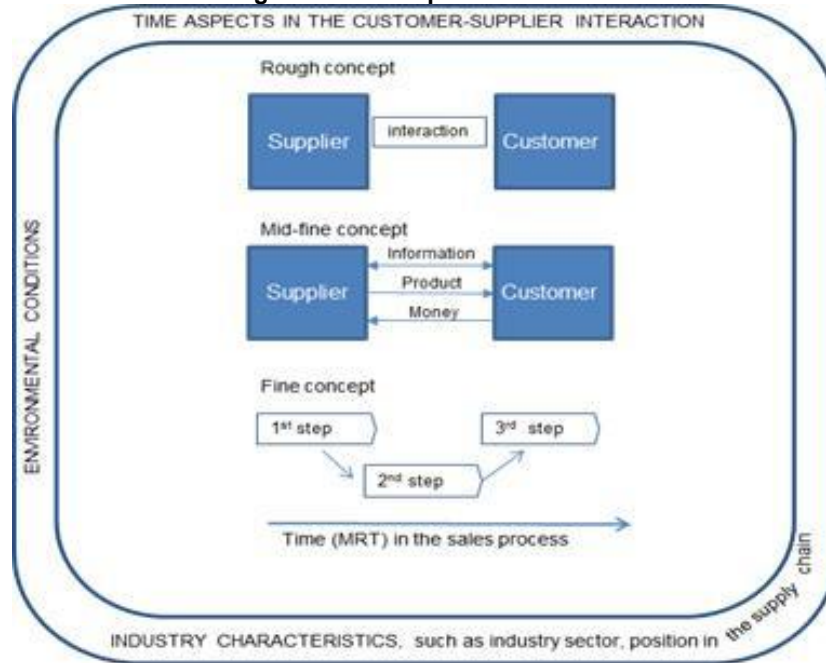 TIME ASPECTS IN THE CUSTOMER-SUPPLIER INTERACTION
Rough concept
Supplier
interaction
Customer
Mid-fine concept
Supplier
Information
Product
Money
Customer
Fine concept
1st step
3rd step
2nd step
Time (MRT) in the sales process
ENVIRONMENTAL CONDITIONS
INDUSTRY CHARACTERISTICS, such as industry sector, position in the supply chain